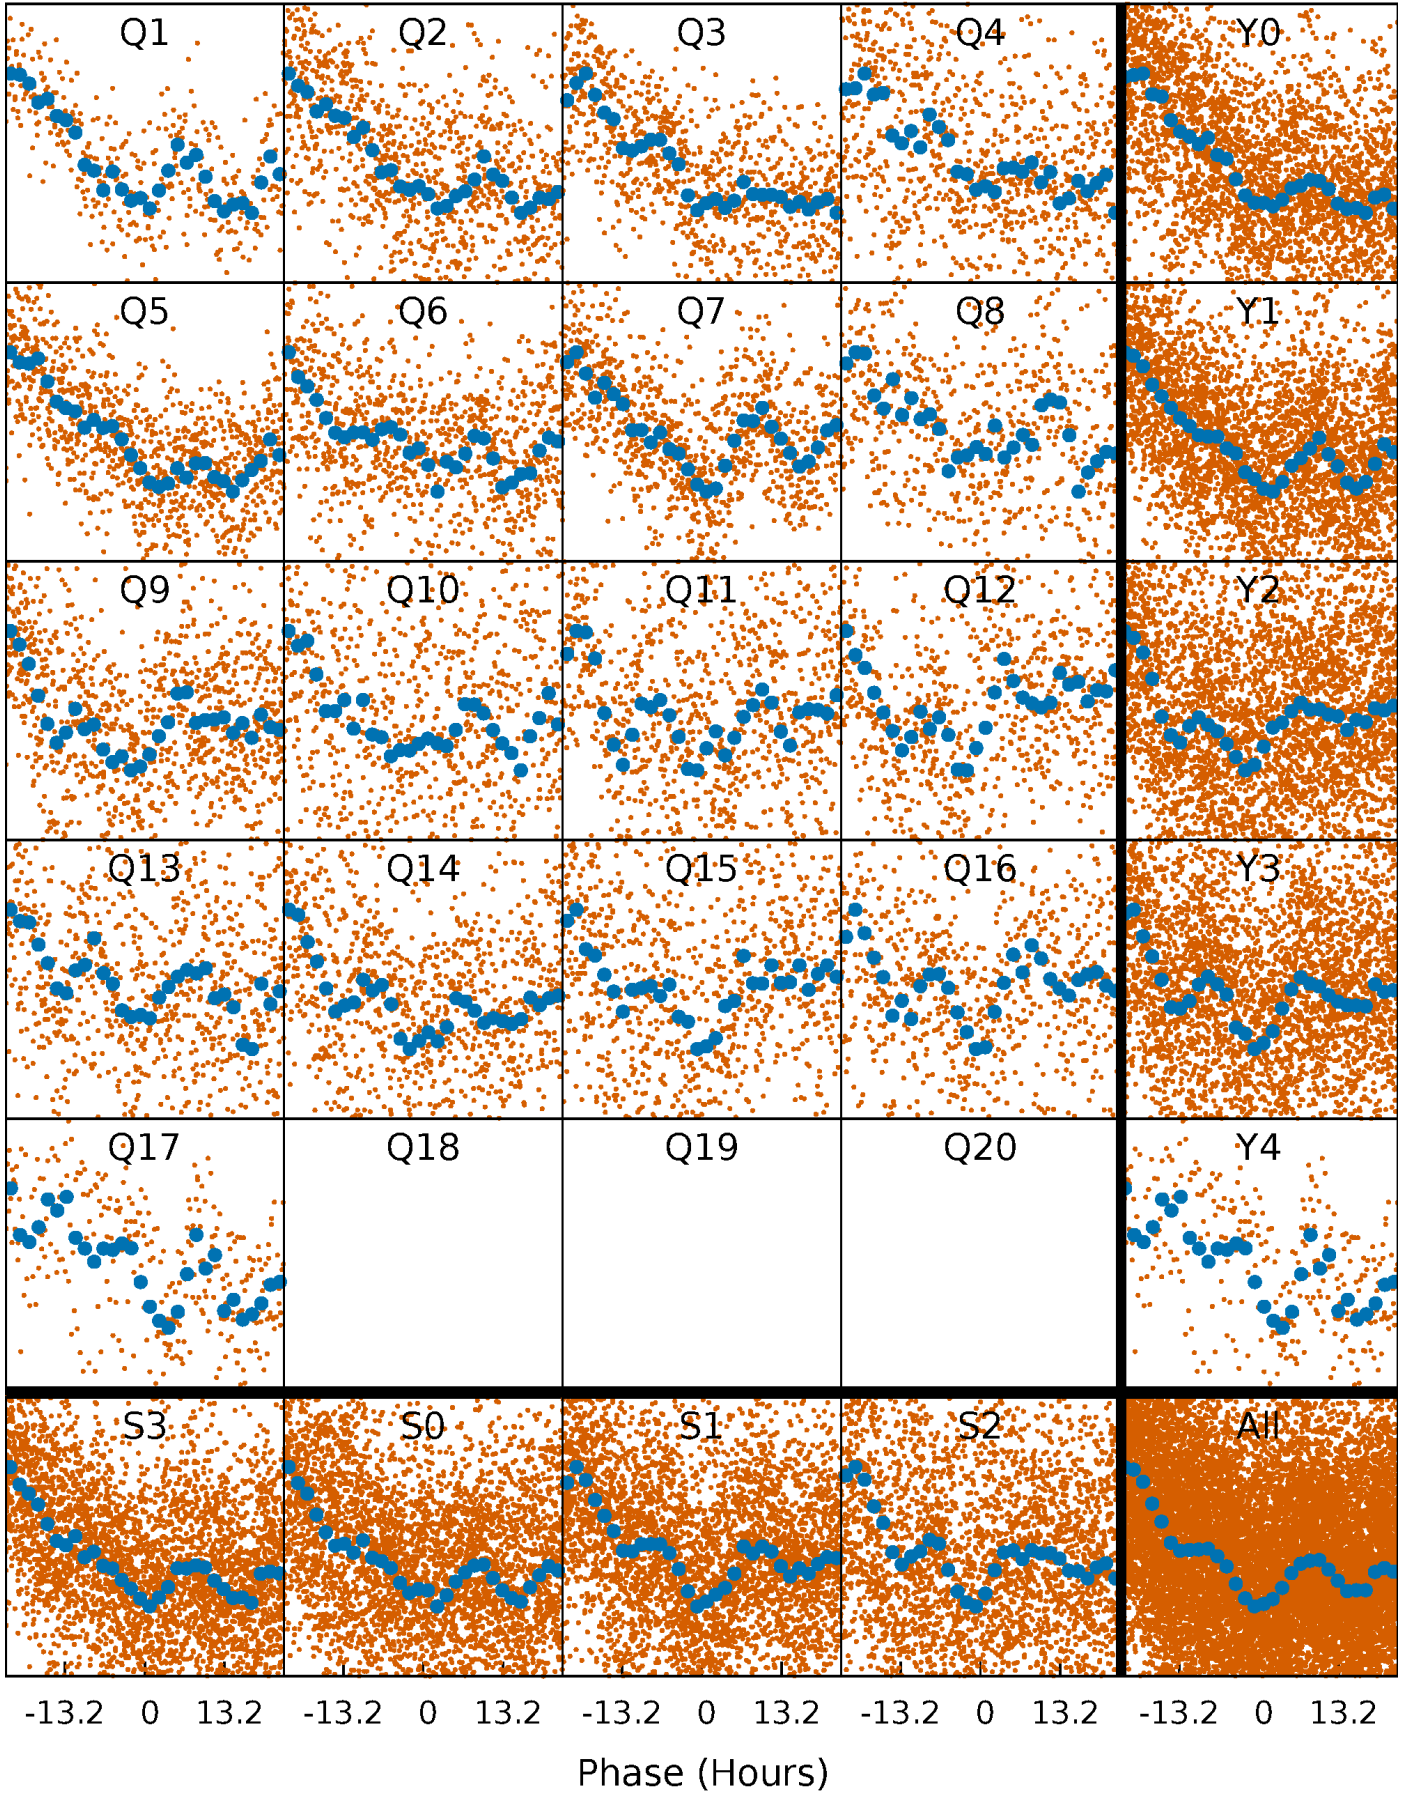 Q1 Q2 Q3 Q4 Y0
Q5 Q6 Q7 Q8 Y1
Q9 Q10 Q11 Q12 Y2
Q13 Q14 Q15 Q16 Y3
Q17 Q18 Q19 Q20 Y4
S3 S0 S1 S2 All
-13.2 0 13.2 -13.2 0 13.2 -13.2 0 13.2 -13.2 0 13.2 -13.2 0 13.2
Phase (Hours)